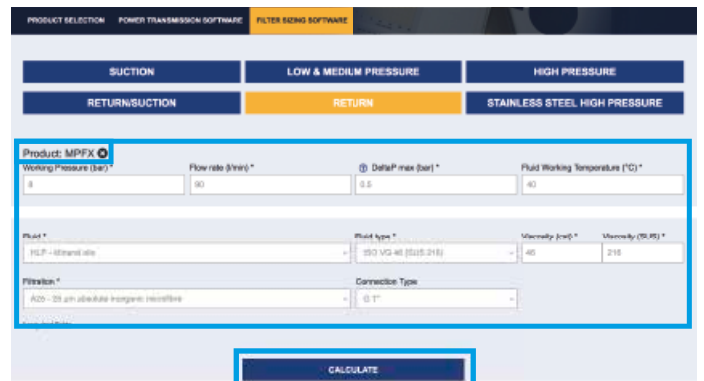 PRODUCT SELECTION POWER TRANSMISSION SOFTWARE FILTER SIZING SOFTWARE
SUCTION LOW & MEDIUM PRESSURE HIGH PRESSURE
RETURN/SUCTION RETURN STAINLESS STEEL HIGH PRESSURE
Product: MPFX
Working Pressure (bar) * Flow rate (l/min) * DeltaP max (bar) * Fluid Working Temperature (°C) *
8 90 0.5 40
Fluid * Fluid type * Viscosity (cst) * Viscosity (SUS) *
HLP - Mineral oils ISO VG 46 [SUS 216] 46 216
Filtration * Connection Type
A25 - 25 µm absolute inorganic microfibre G 1"
CALCULATE